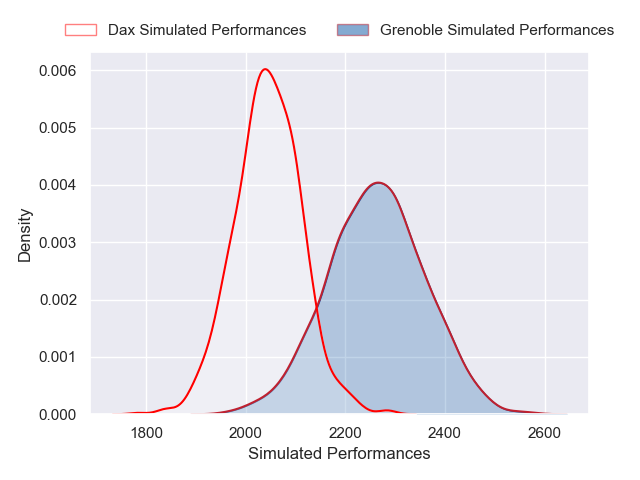 Dax Simulated Performances Grenoble Simulated Performances
0.006
0.005
0.004
0.003
0.002
0.001
0.000
Density
1800 2000 2200 2400 2600
Simulated Performances